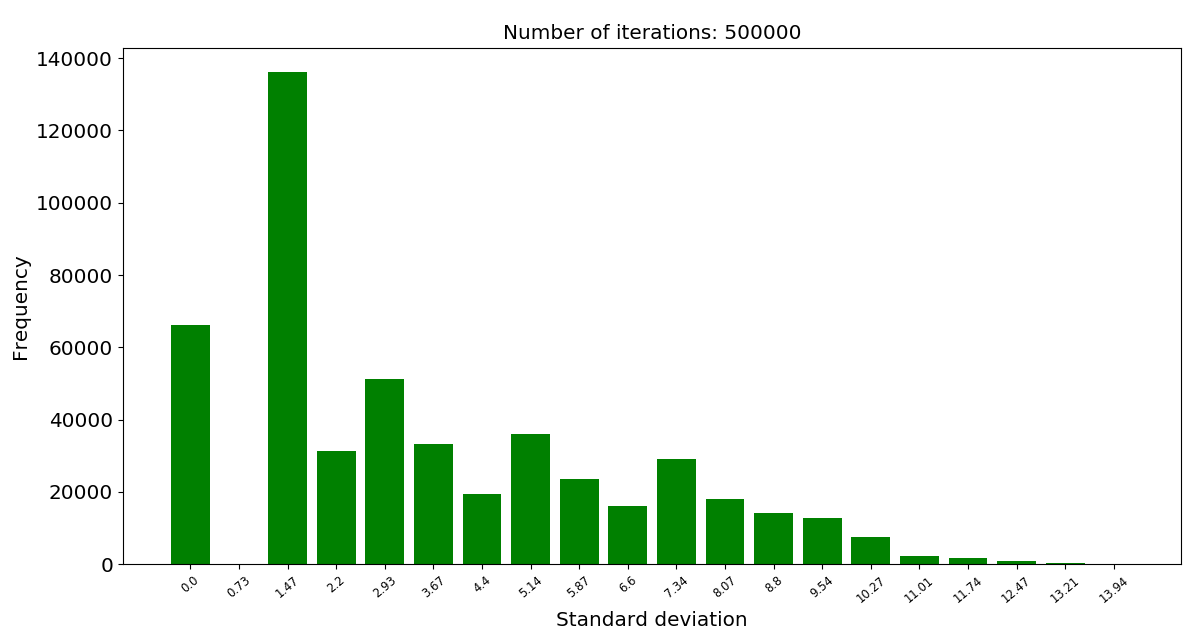 Number of iterations: 500000
Frequency
140000
120000
100000
80000
60000
40000
20000
0
0.0 0.73 1.47 2.2 2.93 3.67 4.4 5.14 5.87 6.6 7.34 8.07 8.8 9.54 10.27 11.01 11.74 12.47 13.21 13.94
Standard deviation